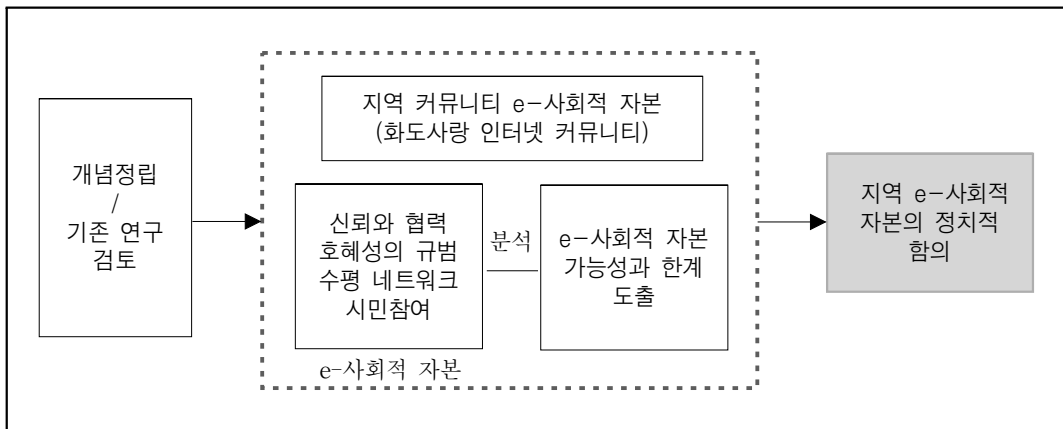 개념정립
/
기존 연구
검토
지역 커뮤니티 e-사회적 자본
(화도사랑 인터넷 커뮤니티)
신뢰와 협력
호혜성의 규범
수평 네트워크
시민참여
e-사회적 자본
분석
e-사회적 자본
가능성과 한계
도출
지역 e-사회적
자본의 정치적
함의